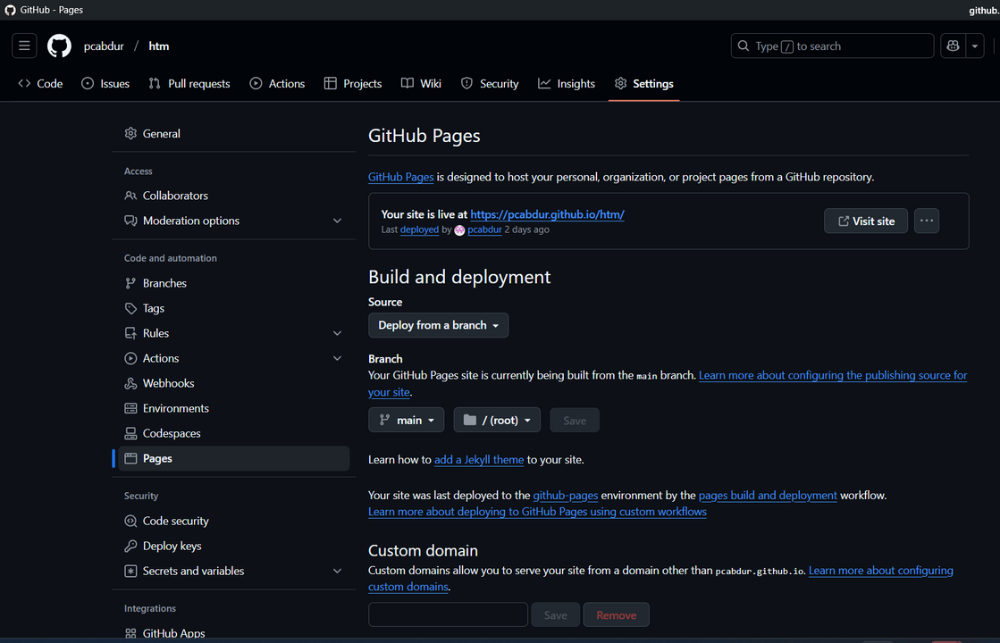 GitHub - Pages
github.
pcabdur / htm
Type / to search
Code
Issues
Pull requests
Actions
Projects
Wiki
Security
Insights
Settings
General
Access
Collaborators
Moderation options
Code and automation
Branches
Tags
Rules
Actions
Webhooks
Environments
Codespaces
Pages
Security
Code security
Deploy keys
Secrets and variables
Integrations
GitHub Apps
GitHub Pages
GitHub Pages is designed to host your personal, organization, or project pages from a GitHub repository.
Your site is live at https://pcabdur.github.io/htm/
Last deployed by pcabdur 2 days ago
Visit site
Build and deployment
Source
Deploy from a branch
Branch
Your GitHub Pages site is currently being built from the main branch. Learn more about configuring the publishing source for
your site.
main
/ (root)
Save
Learn how to add a Jekyll theme to your site.
Your site was last deployed to the github-pages environment by the pages build and deployment workflow.
Learn more about deploying to GitHub Pages using custom workflows
Custom domain
Custom domains allow you to serve your site from a domain other than pcabdur.github.io. Learn more about configuring
custom domains.
Save
Remove